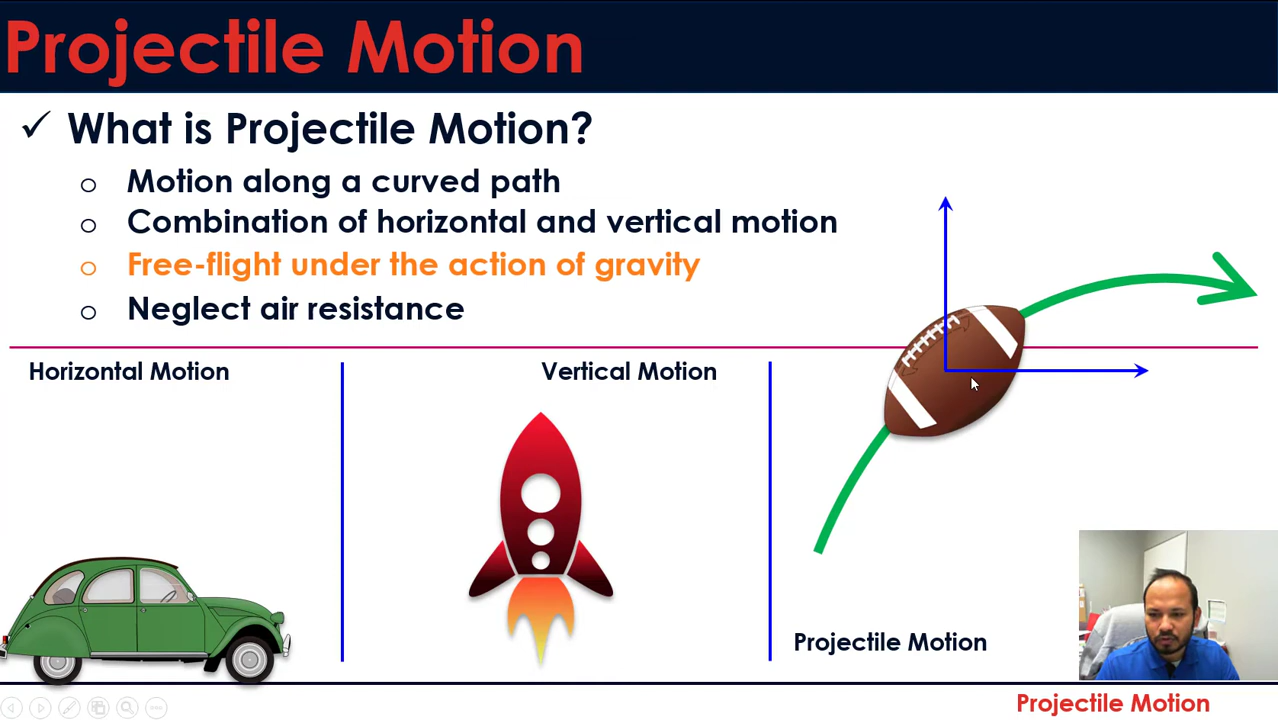 Projectile Motion
✓ What is Projectile Motion?
o Motion along a curved path
o Combination of horizontal and vertical motion
o Free-flight under the action of gravity
o Neglect air resistance
Horizontal Motion
Vertical Motion
Projectile Motion
Projectile Motion